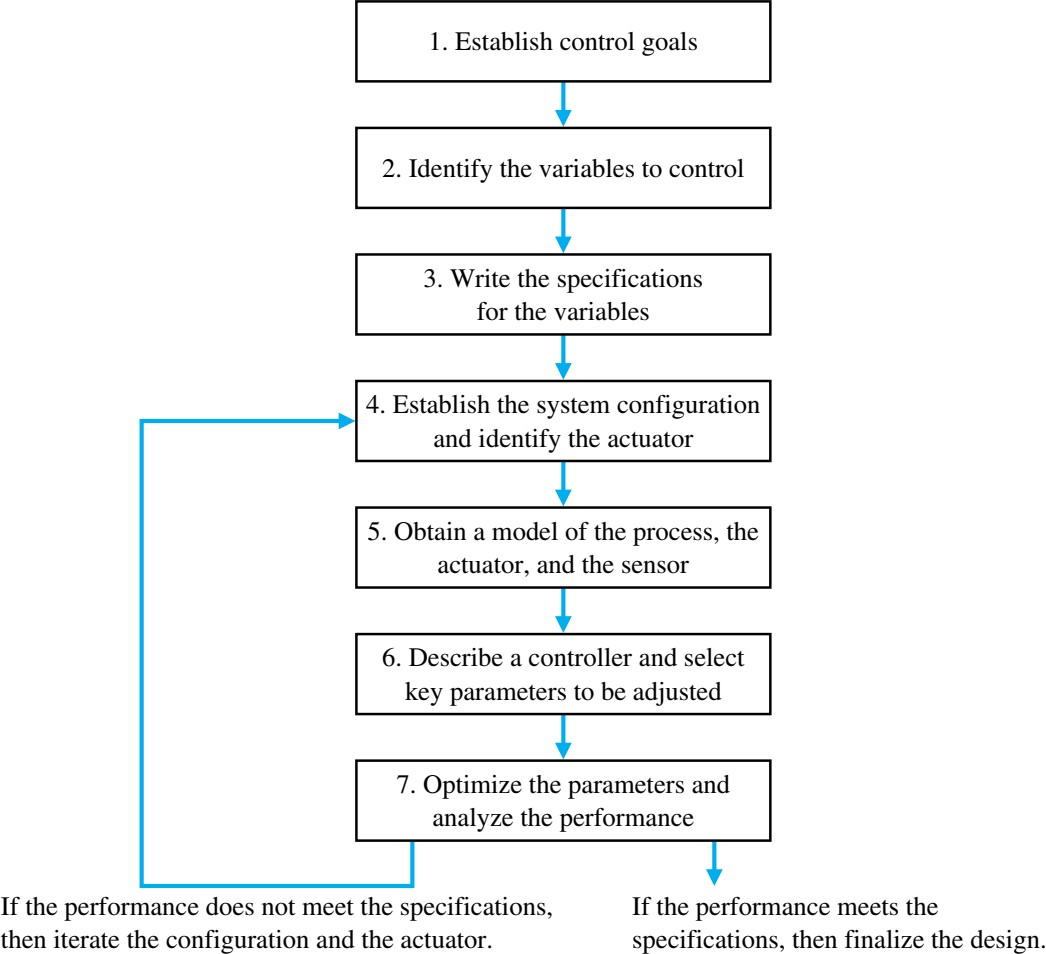 1. Establish control goals
2. Identify the variables to control
3. Write the specifications
for the variables
4. Establish the system configuration
and identify the actuator
5. Obtain a model of the process, the
actuator, and the sensor
6. Describe a controller and select
key parameters to be adjusted
7. Optimize the parameters and
analyze the performance
If the performance does not meet the specifications,
then iterate the configuration and the actuator.
If the performance meets the
specifications, then finalize the design.